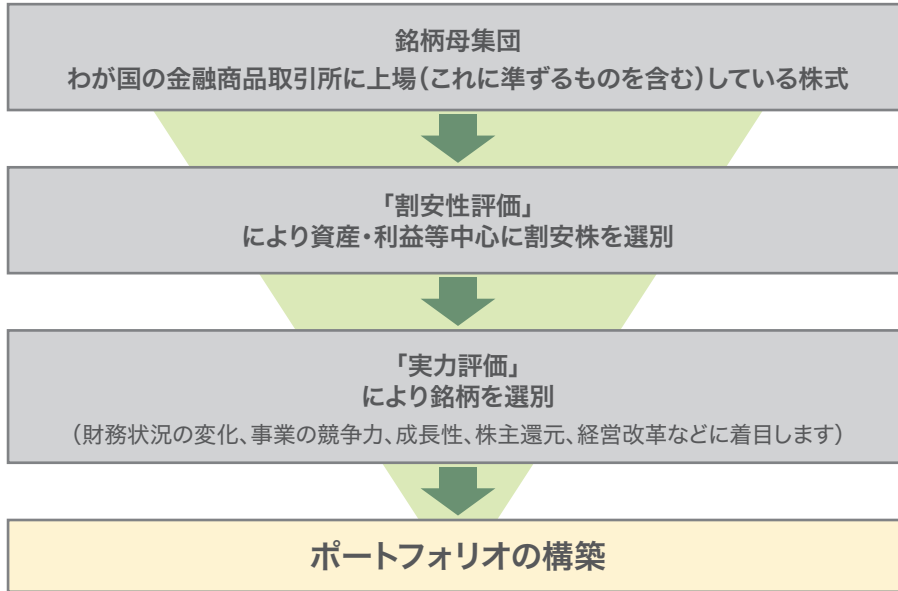 銘柄母集団
わが国の金融商品取引所に上場(これに準ずるものを含む)している株式
「割安性評価」
により資産・利益等中心に割安株を選別
「実力評価」
により銘柄を選別
(財務状況の変化、事業の競争力、成長性、株主還元、経営改革などに着目します)
ポートフォリオの構築